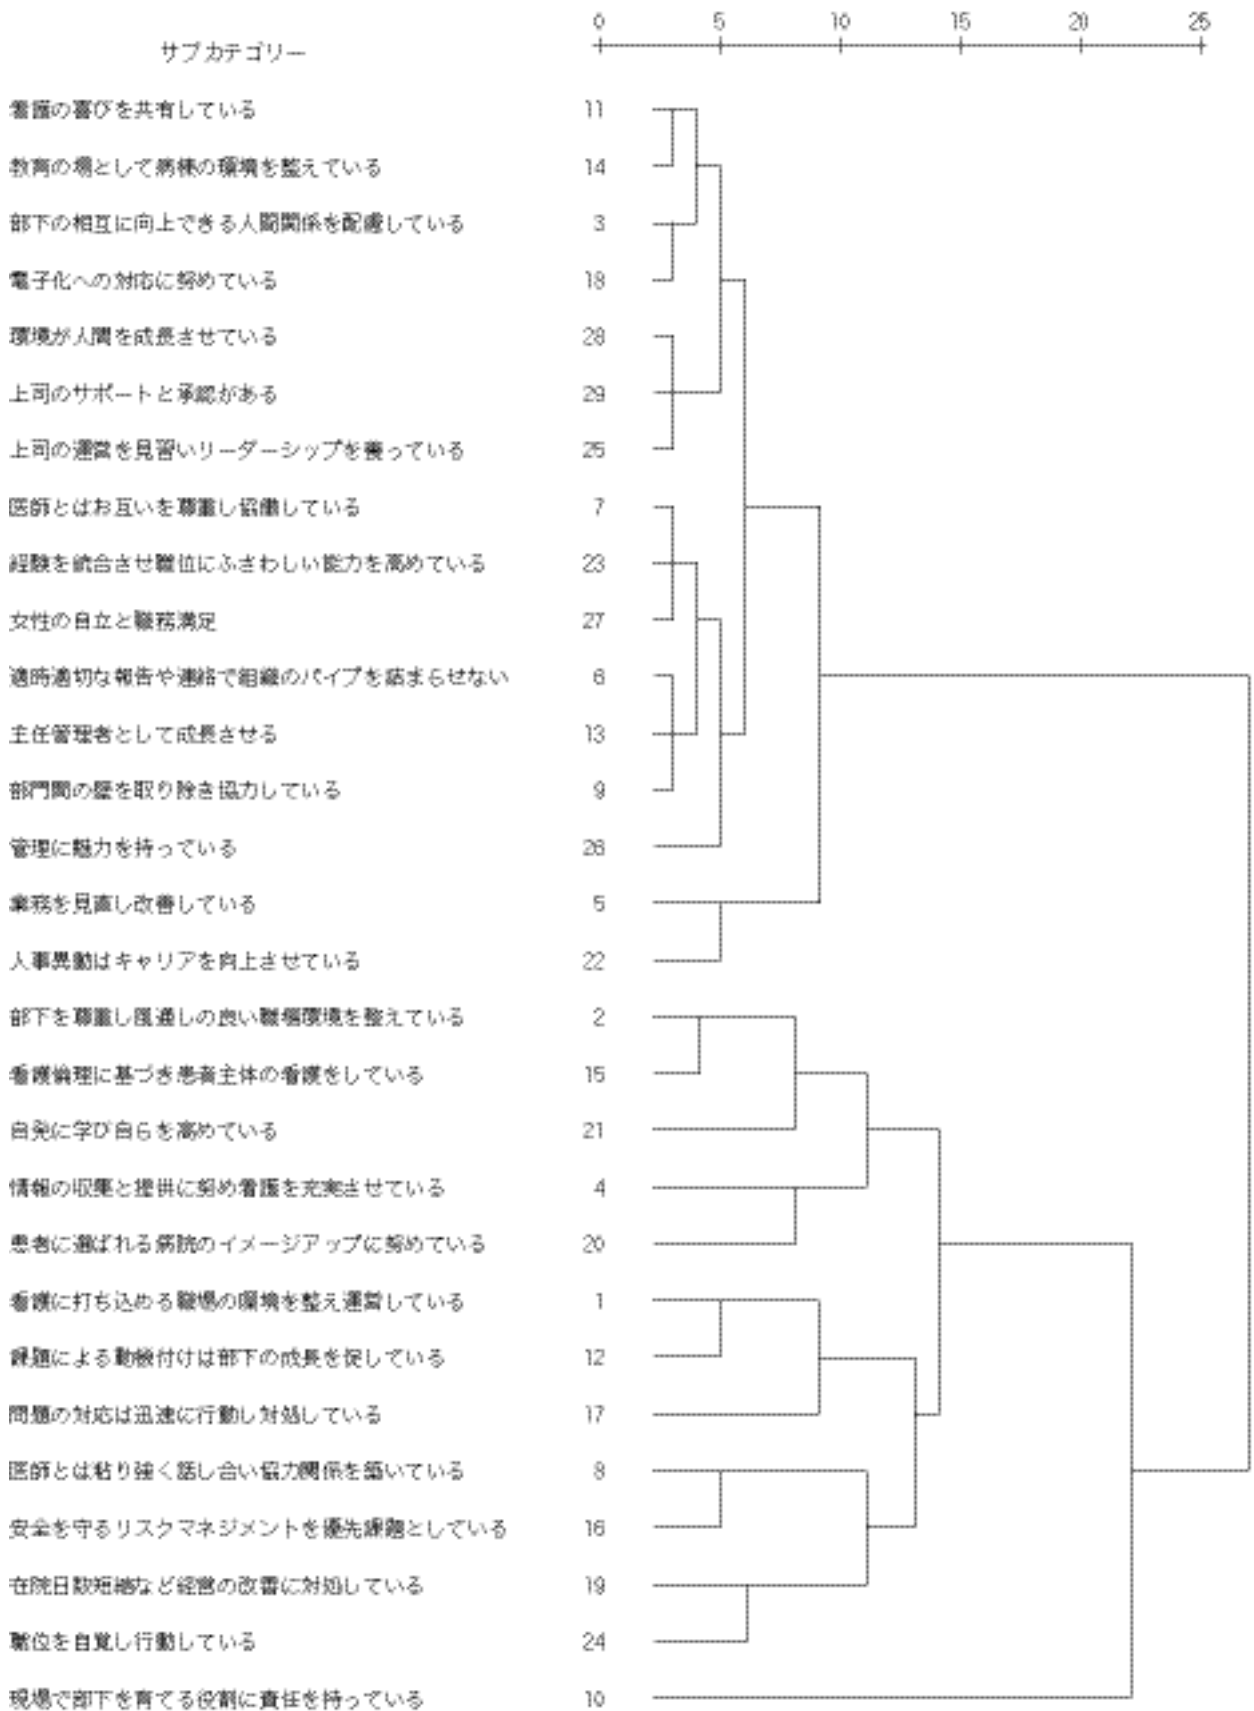 0 5 10 15 20 25
サブカテゴリー
看護の喜びを共有している 11
教育の場として病棟の環境を整えている 14
部下の相互に向上できる人間関係を配慮している 3
電子化への対応に努めている 18
環境が人間を成長させている 28
上司のサポートと承認がある 29
上司の運営を見習いリーダーシップを養っている 25
医師とはお互いを尊重し協働している 7
経験を統合させ職位にふさわしい能力を高めている 23
女性の自立と職務満足 27
適時適切な報告や連絡で組織のパイプを詰まらせない 6
主任管理者として成長させる 13
部門間の壁を取り除き協力している 9
管理に魅力を持っている 26
業務を見直し改善している 5
人事異動はキャリアを向上させている 22
部下を尊重し風通しの良い職場環境を整えている 2
看護倫理に基づき患者主体の看護をしている 15
自発に学び自らを高めている 21
情報の収集と提供に努め看護を充実させている 4
患者に選ばれる病院のイメージアップに努めている 20
看護に打ち込める職場の環境を整え運営している 1
課題による動機付けは部下の成長を促している 12
問題の対応は迅速に行動し対処している 17
医師とは粘り強く話し合い協力関係を築いている 8
安全を守るリスクマネジメントを優先課題としている 16
在院日数短縮など経営の改善に対処している 19
職位を自覚し行動している 24
現場で部下を育てる役割に責任を持っている 10